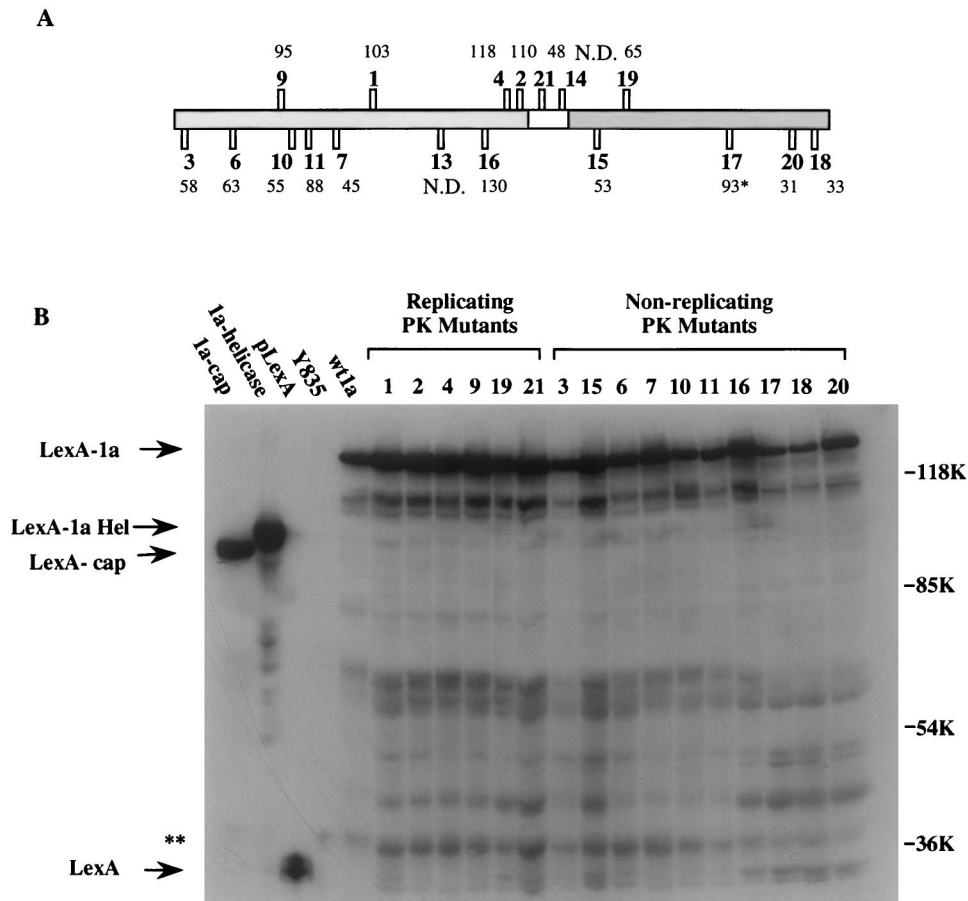 A
95 103 118 110 48 N.D. 65
9 1 4 2 21 14 19
3 6 10 11 7 13 16 15 17 20 18
58 63 55 88 45 N.D. 130 53 93* 31 33
B
Replicating
PK Mutants
Non-replicating
PK Mutants
1a-cap
1a-helicase
pLexA
Y835
wt1a
1 2 4 9 19 21 3 15 6 7 10 11 16 17 18 20
LexA-1a
-118K
LexA-1a Hel
LexA- cap
-85K
-54K
**
-36K
LexA